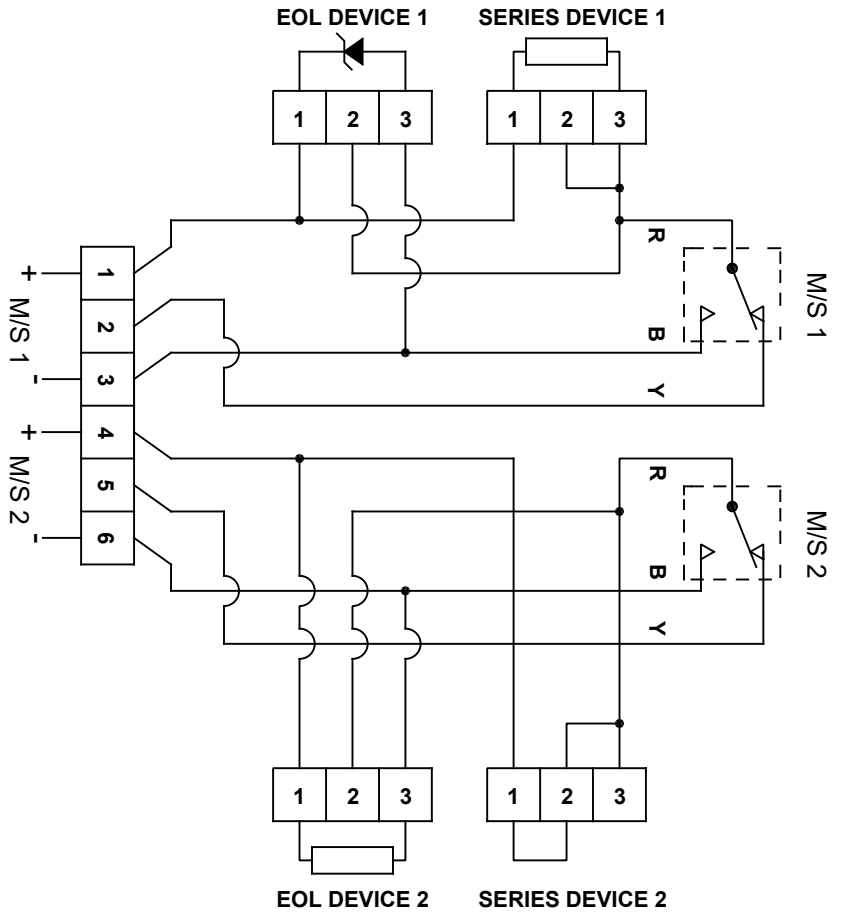 EOL DEVICE 1
SERIES DEVICE 1
1 2 3
1 2 3
R
B
Y
M/S 1
+
M/S 1
-
+
M/S 2
-
1
2
3
4
5
6
R
B
Y
M/S 2
1 2 3
1 2 3
EOL DEVICE 2
SERIES DEVICE 2